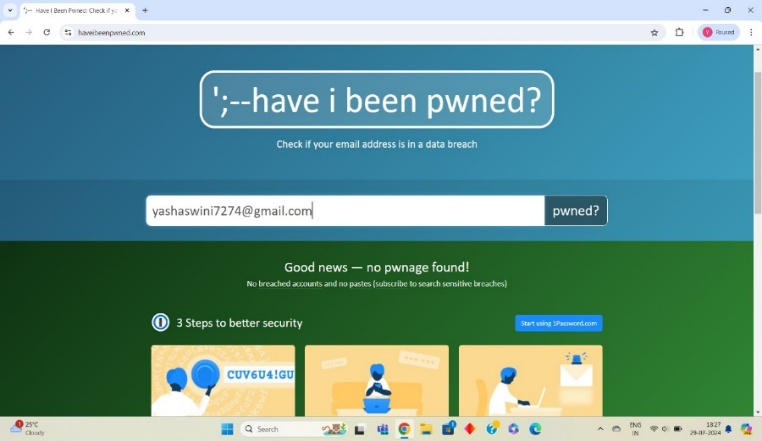 ';-- Have I Been Pwned: Check if y
haveibeenpwned.com
Paused
';--have i been pwned?
Check if your email address is in a data breach
yashaswini7274@gmail.com
pwned?
Good news — no pwnage found!
No breached accounts and no pastes (subscribe to search sensitive breaches)
3 Steps to better security
Start using 1Password.com
CUV6U4!GU
25°C
Cloudy
Search
ENG
IN
18:27
29-07-2024